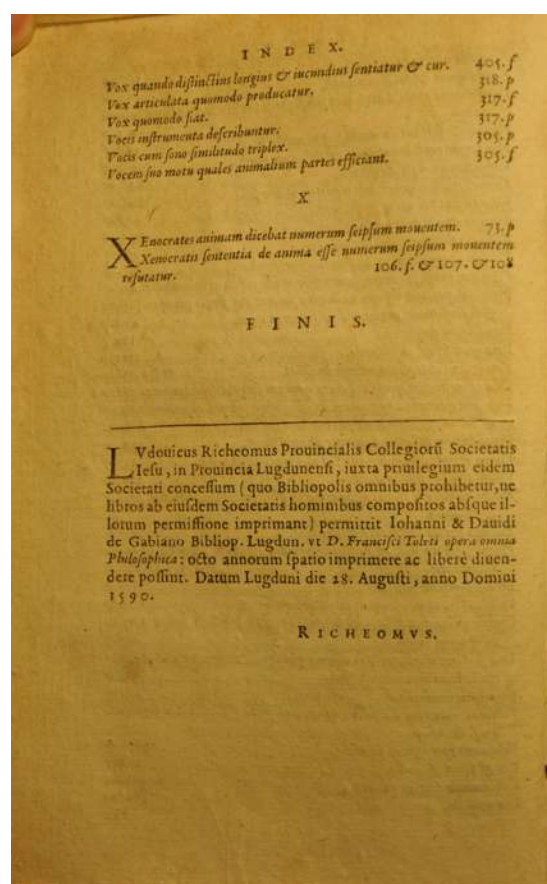 INDEX.
Vox quando distinctius longius & iucundius sentiatur & cur. 405.f
Vox articulata quomodo producatur. 318.p
Vox quomodo fiat. 317.f
Vocis instrumenta describuntur. 317.p
Vocis cum sono similitudo triplex. 305.p
Vocem suo motu quales animalium partes efficiant. 305.f
X
XEnocrates animam dicebat numerum seipsum mouentem. 73.p
Xenocratis sententia de anima esse numerum seipsum mouentem
refutatur. 106.f. & 107. & 108
FINIS.
LVdouicus Richeomus Prouincialis Collegiorũ Societatis
Iesu, in Prouincia Lugdunensi, iuxta priuilegium eidem
Societati concessum (quo Bibliopolis omnibus prohibetur, ne
libros ab eiusdem Societatis hominibus compositos absque il-
lorum permissione imprimant) permittit Iohanni & Dauidi
de Gabiano Bibliop. Lugdun. vt D. Francisci Toleti opera omnia
Philosophica: octo annorum spatio imprimere ac liberè diuen-
dere possint. Datum Lugduni die 28. Augusti, anno Domini
1590.
RICHEOMVS.